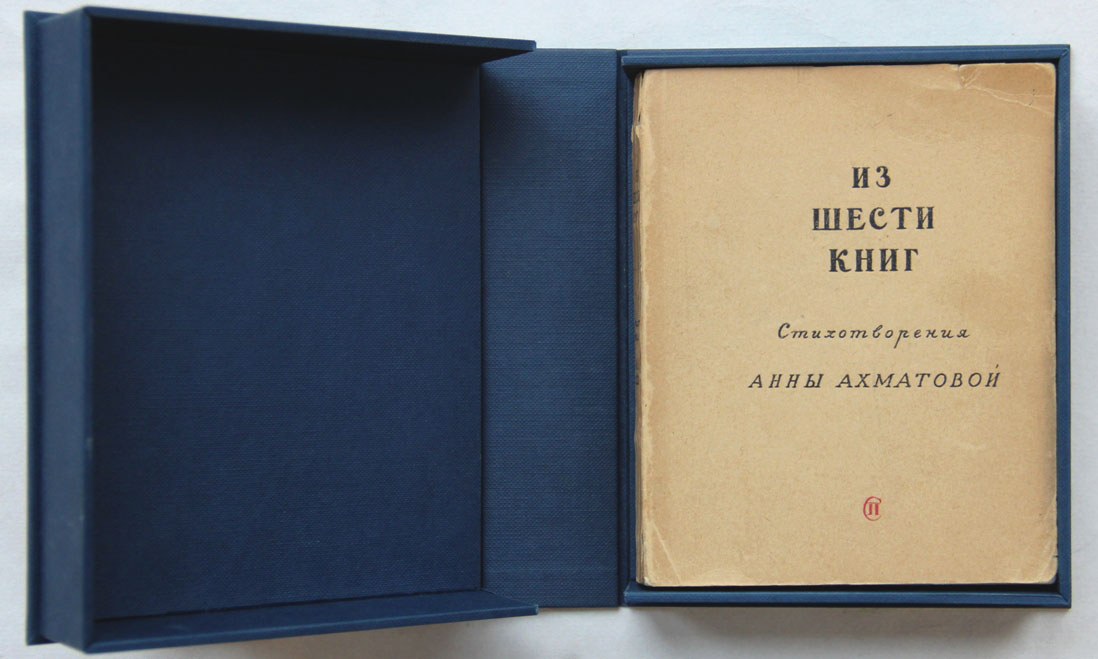 ИЗ
ШЕСТИ
КНИГ
Стихотворения
АННЫ АХМАТОВОЙ
СП